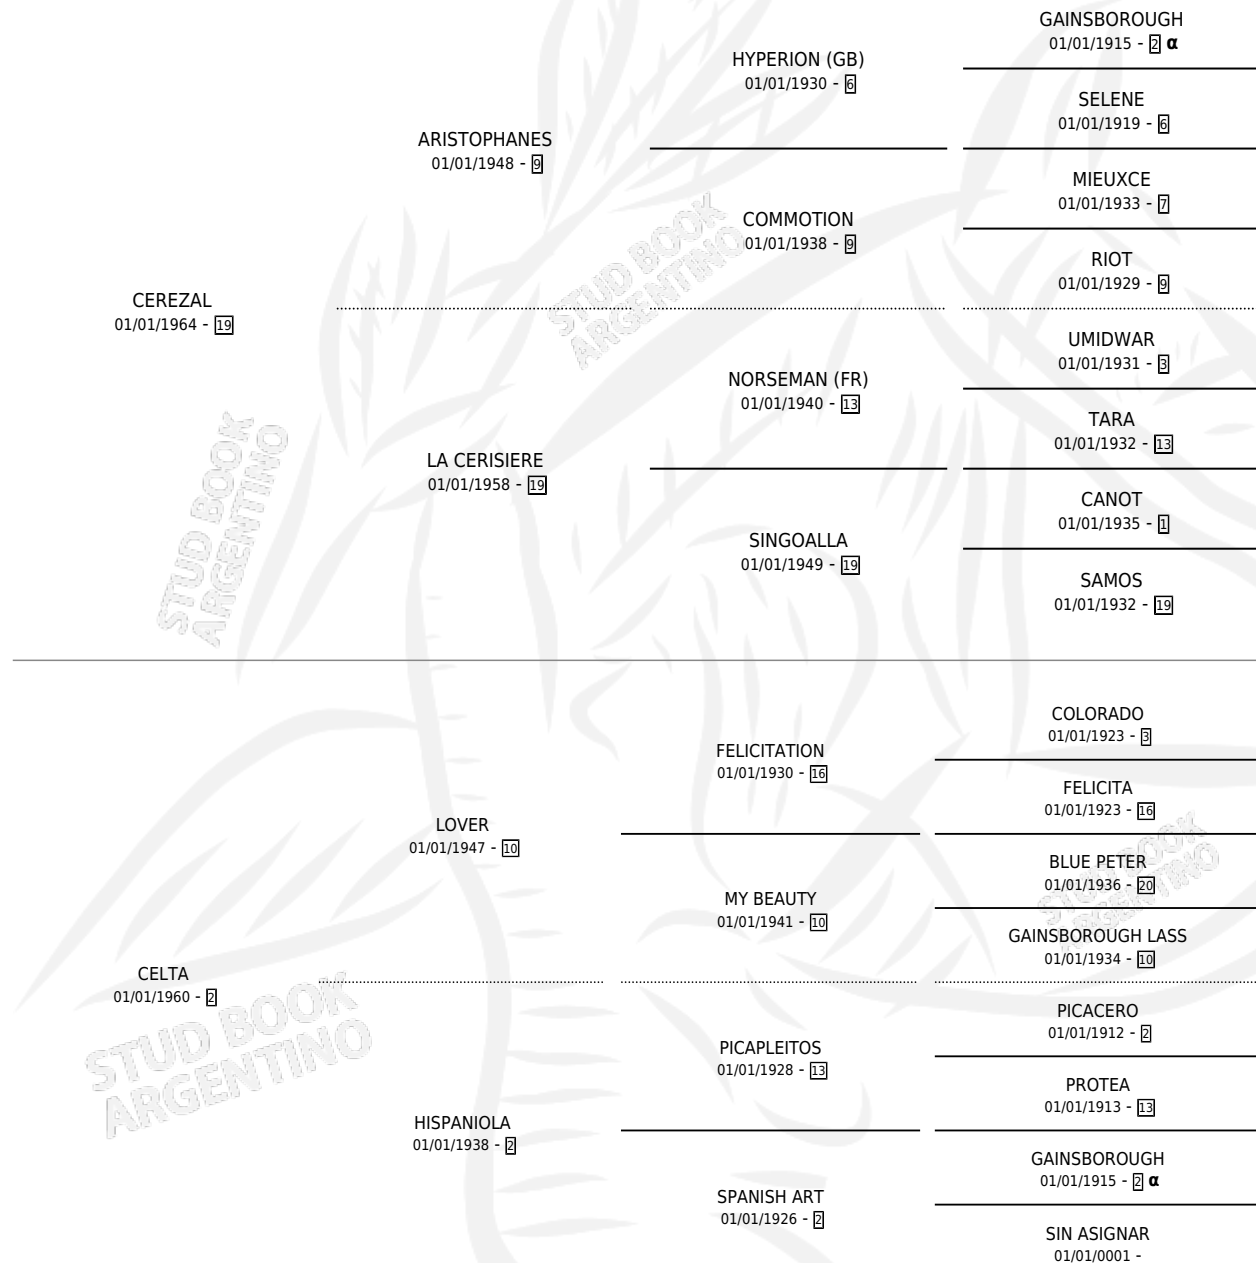 GAINSBOROUGH
01/01/1915 - 2 α
HYPERION (GB)
01/01/1930 - 6
SELENE
01/01/1919 - 6
ARISTOPHANES
01/01/1948 - 9
MIEUXCE
01/01/1933 - 7
COMMOTION
01/01/1938 - 9
RIOT
01/01/1929 - 9
CEREZAL
01/01/1964 - 19
UMIDWAR
01/01/1931 - 3
NORSEMAN (FR)
01/01/1940 - 13
TARA
01/01/1932 - 13
LA CERISIERE
01/01/1958 - 19
CANOT
01/01/1935 - 1
SINGOALLA
01/01/1949 - 19
SAMOS
01/01/1932 - 19
COLORADO
01/01/1923 - 3
FELICITATION
01/01/1930 - 16
FELICITA
01/01/1923 - 16
LOVER
01/01/1947 - 10
BLUE PETER
01/01/1936 - 20
MY BEAUTY
01/01/1941 - 10
GAINSBOROUGH LASS
01/01/1934 - 10
CELTA
01/01/1960 - 2
PICACERO
01/01/1912 - 2
PICAPLEITOS
01/01/1928 - 13
PROTEA
01/01/1913 - 13
HISPANIOLA
01/01/1938 - 2
GAINSBOROUGH
01/01/1915 - 2 α
SPANISH ART
01/01/1926 - 2
SIN ASIGNAR
01/01/0001 -
STUD BOOK
ARGENTINO
STUD BOOK
ARGENTINO
STUD BOOK
ARGENTINO
STUD BOOK
ARGENTINO